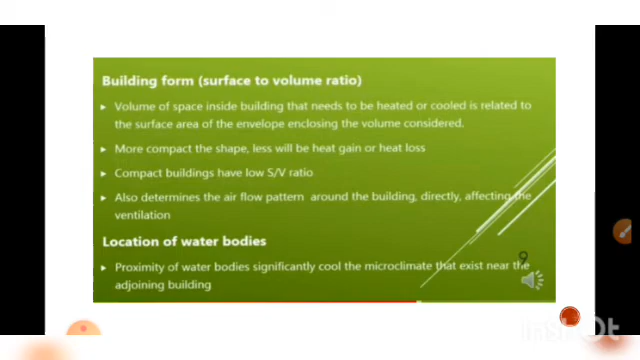 Building form (surface to volume ratio)
Volume of space inside building that needs to be heated or cooled is related to
the surface area of the envelope enclosing the volume considered.
More compact the shape, less will be heat gain or heat loss
Compact buildings have low S/V ratio
Also determines the air flow pattern around the building, directly, affecting the
ventilation
Location of water bodies
9
Proximity of water bodies significantly cool the microclimate that exist near the
adjoining building